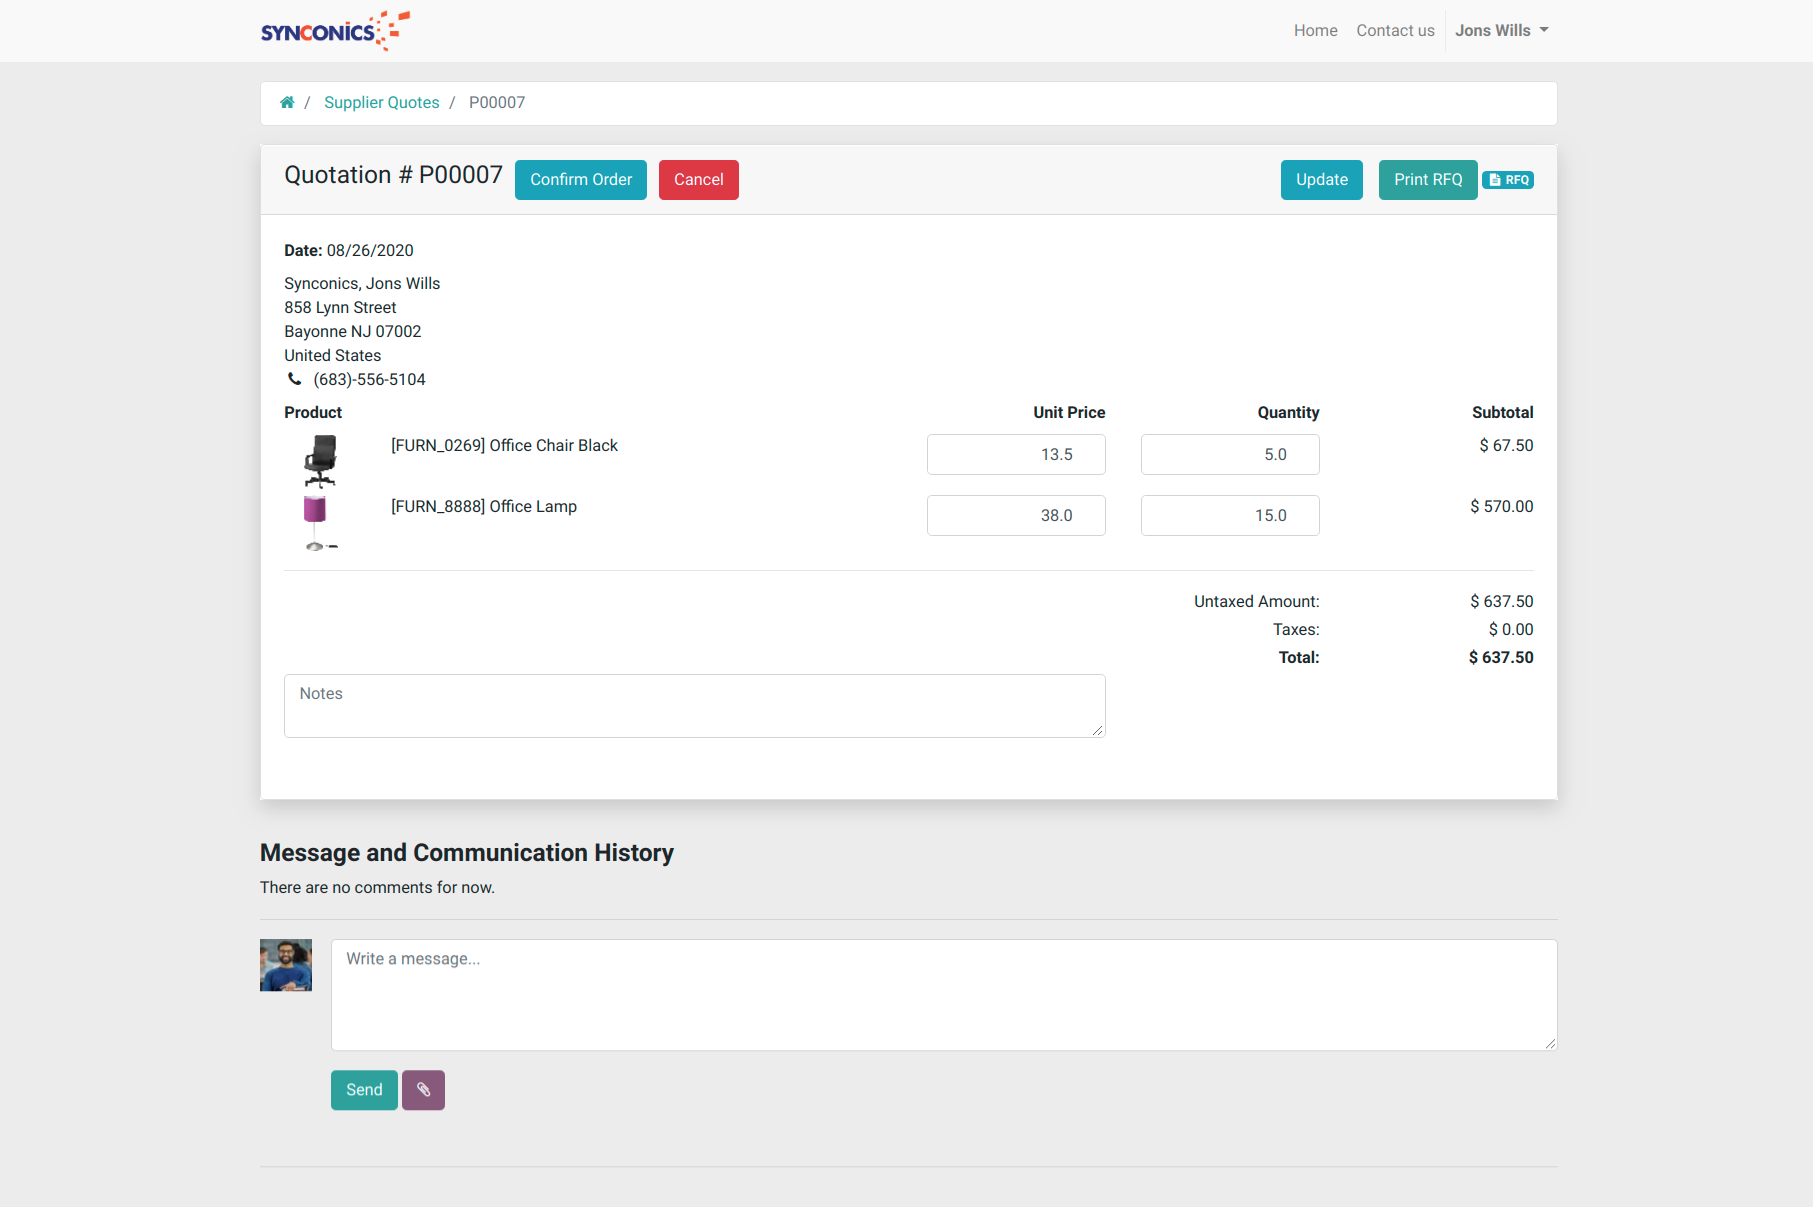 SYNCONICS
Home Contact us Jons Wills
/ Supplier Quotes / P00007
Quotation # P00007 Confirm Order Cancel Update Print RFQ RFQ
Date: 08/26/2020
Synconics, Jons Wills
858 Lynn Street
Bayonne NJ 07002
United States
(683)-556-5104
Product Unit Price Quantity Subtotal
[FURN_0269] Office Chair Black 13.5 5.0 $ 67.50
[FURN_8888] Office Lamp 38.0 15.0 $ 570.00
Untaxed Amount: $ 637.50
Taxes: $ 0.00
Total: $ 637.50
Notes
Message and Communication History
There are no comments for now.
Write a message...
Send